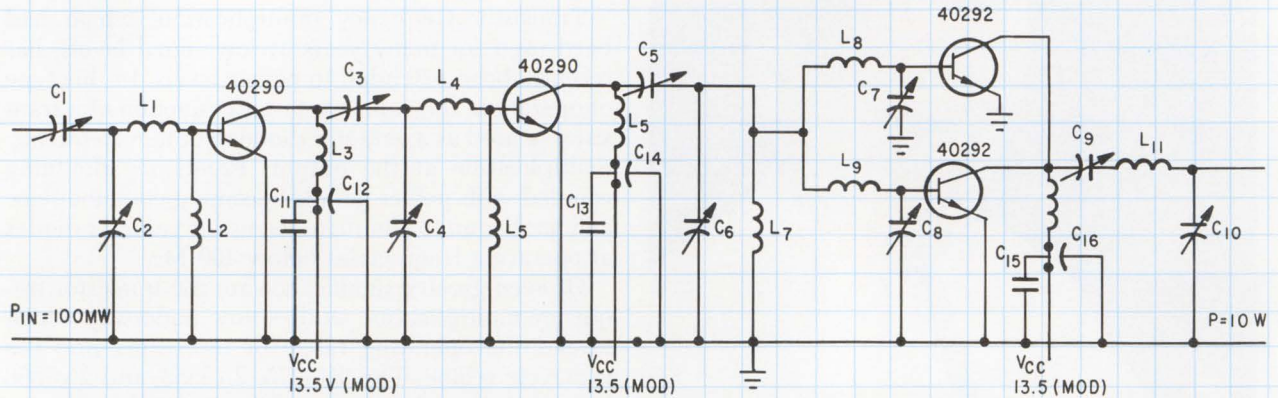 40292
L8
C5
40290
C7
C3
L4
40290
C1
L1
L5
40292
C9
L11
L3
C14
L9
C12
C11
C13
C2
L2
C4
L5
C6
L7
C8
C16
C10
C15
PIN = 100MW
P = 10 W
VCC
13.5 V (MOD)
VCC
13.5 (MOD)
VCC
13.5 (MOD)